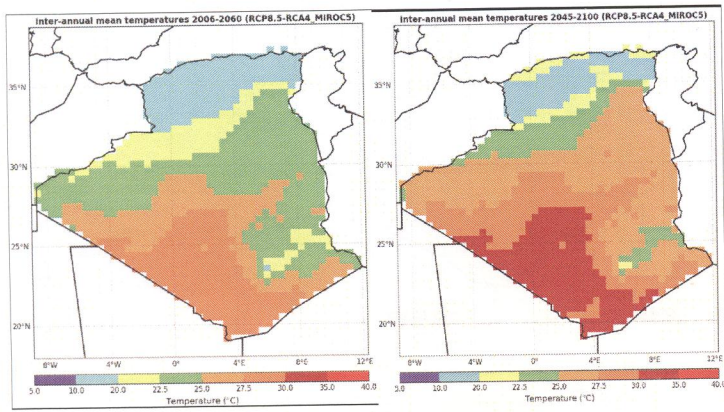 Inter-annual mean temperatures 2006-2060 (RCP8.5-RCA4_MIROC5)
35°N
30°N
25°N
20°N
8°W 4°W 0° 4°E 8°E 12°E
5.0 10.0 20.0 22.5 25.0 27.5 30.0 35.0 40.0
Temperature (°C)
Inter-annual mean temperatures 2045-2100 (RCP8.5-RCA4_MIROC5)
35°N
30°N
25°N
20°N
8°W 4°W 0° 4°E 8°E 12°E
5.0 10.0 20.0 22.5 25.0 27.5 30.0 35.0 40.0
Temperature (°C)